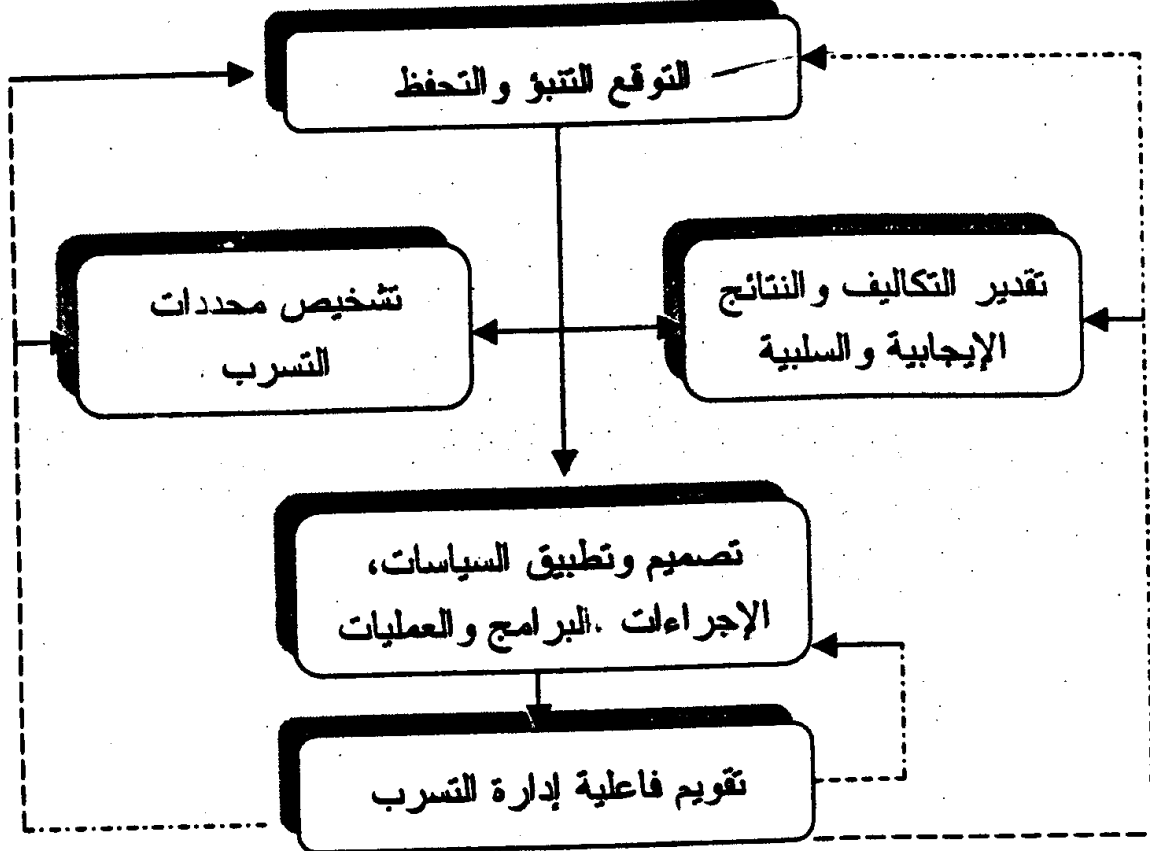 التوقع التنبؤ والتحفظ
تقدير التكاليف والنتائج
الإيجابية والسلبية
تشخيص محددات
التسرب
تصميم وتطبيق السياسات،
الإجراءات .البرامج والعمليات
تقويم فاعلية إدارة التسرب